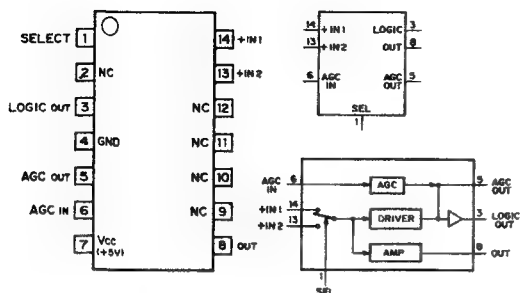 SELECT 1
2 NC
LOGIC OUT 3
4 GND
AGC OUT 5
AGC IN 6
7 VCC (+5V)
14 +IN1
13 +IN2
NC 12
NC 11
NC 10
NC 9
8 OUT
14 +IN1 LOGIC 3
13 +IN2 OUT 8
6 AGC IN AGC OUT 5
SEL
1
AGC IN 6 AGC 5 AGC OUT
+IN1 14
DRIVER 3 LOGIC OUT
+IN2 13
AMP 8 OUT
1
SEL